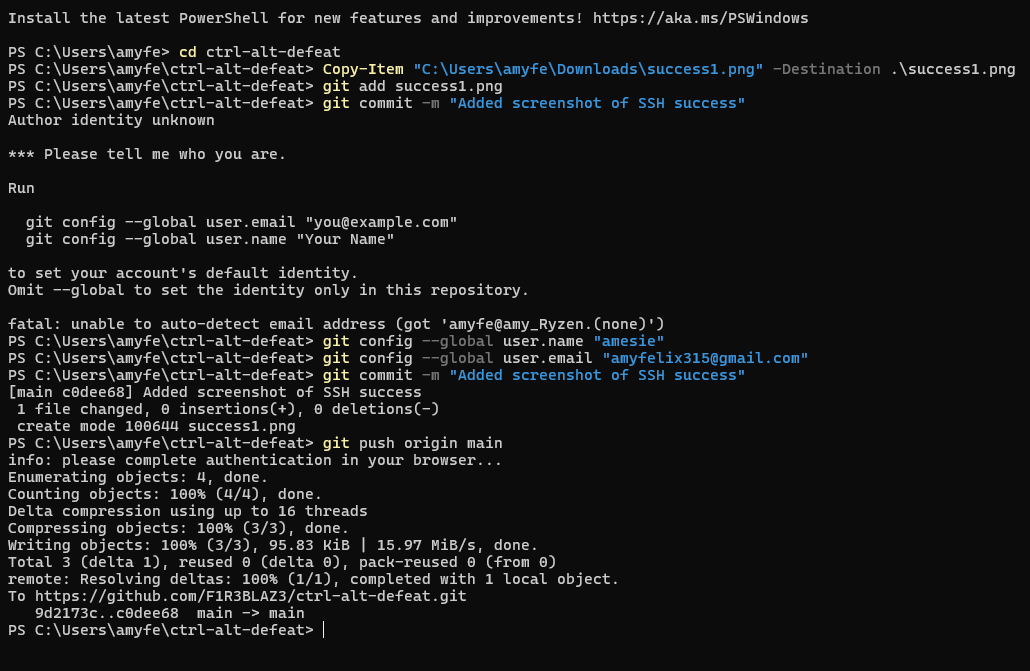 Install the latest PowerShell for new features and improvements! https://aka.ms/PSWindows
PS C:\Users\amyfe> cd ctrl-alt-defeat
PS C:\Users\amyfe\ctrl-alt-defeat> Copy-Item "C:\Users\amyfe\Downloads\success1.png" -Destination .\success1.png
PS C:\Users\amyfe\ctrl-alt-defeat> git add success1.png
PS C:\Users\amyfe\ctrl-alt-defeat> git commit -m "Added screenshot of SSH success"
Author identity unknown
*** Please tell me who you are.
Run
  git config --global user.email "you@example.com"
  git config --global user.name "Your Name"
to set your account's default identity.
Omit --global to set the identity only in this repository.
fatal: unable to auto-detect email address (got 'amyfe@amy_Ryzen.(none)')
PS C:\Users\amyfe\ctrl-alt-defeat> git config --global user.name "amesie"
PS C:\Users\amyfe\ctrl-alt-defeat> git config --global user.email "amyfelix315@gmail.com"
PS C:\Users\amyfe\ctrl-alt-defeat> git commit -m "Added screenshot of SSH success"
[main c0dee68] Added screenshot of SSH success
 1 file changed, 0 insertions(+), 0 deletions(-)
 create mode 100644 success1.png
PS C:\Users\amyfe\ctrl-alt-defeat> git push origin main
info: please complete authentication in your browser...
Enumerating objects: 4, done.
Counting objects: 100% (4/4), done.
Delta compression using up to 16 threads
Compressing objects: 100% (3/3), done.
Writing objects: 100% (3/3), 95.83 KiB | 15.97 MiB/s, done.
Total 3 (delta 1), reused 0 (delta 0), pack-reused 0 (from 0)
remote: Resolving deltas: 100% (1/1), completed with 1 local object.
To https://github.com/F1R3BLAZ3/ctrl-alt-defeat.git
   9d2173c..c0dee68  main -> main
PS C:\Users\amyfe\ctrl-alt-defeat>